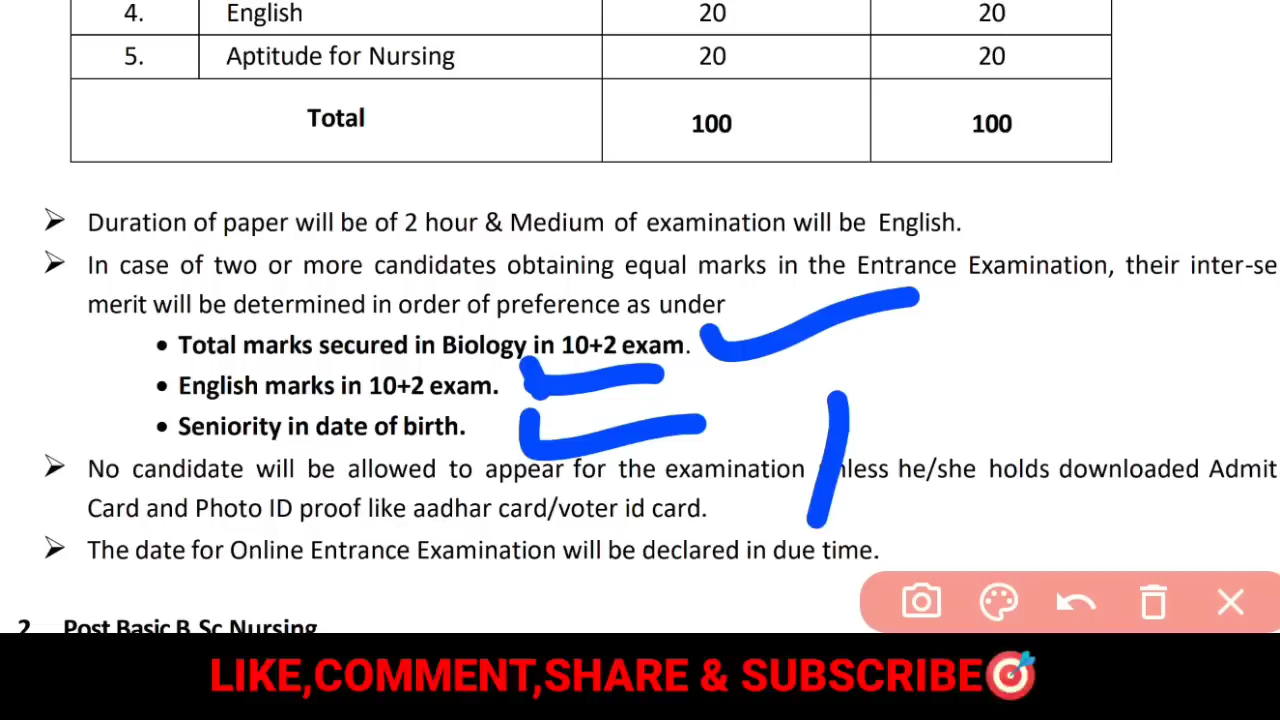 4. English 20 20
5. Aptitude for Nursing 20 20
Total 100 100
Duration of paper will be of 2 hour & Medium of examination will be English.
In case of two or more candidates obtaining equal marks in the Entrance Examination, their inter-se
merit will be determined in order of preference as under
• Total marks secured in Biology in 10+2 exam.
• English marks in 10+2 exam.
• Seniority in date of birth.
No candidate will be allowed to appear for the examination unless he/she holds downloaded Admit
Card and Photo ID proof like aadhar card/voter id card.
The date for Online Entrance Examination will be declared in due time.
2 Post Basic B.Sc Nursing
LIKE,COMMENT,SHARE & SUBSCRIBE